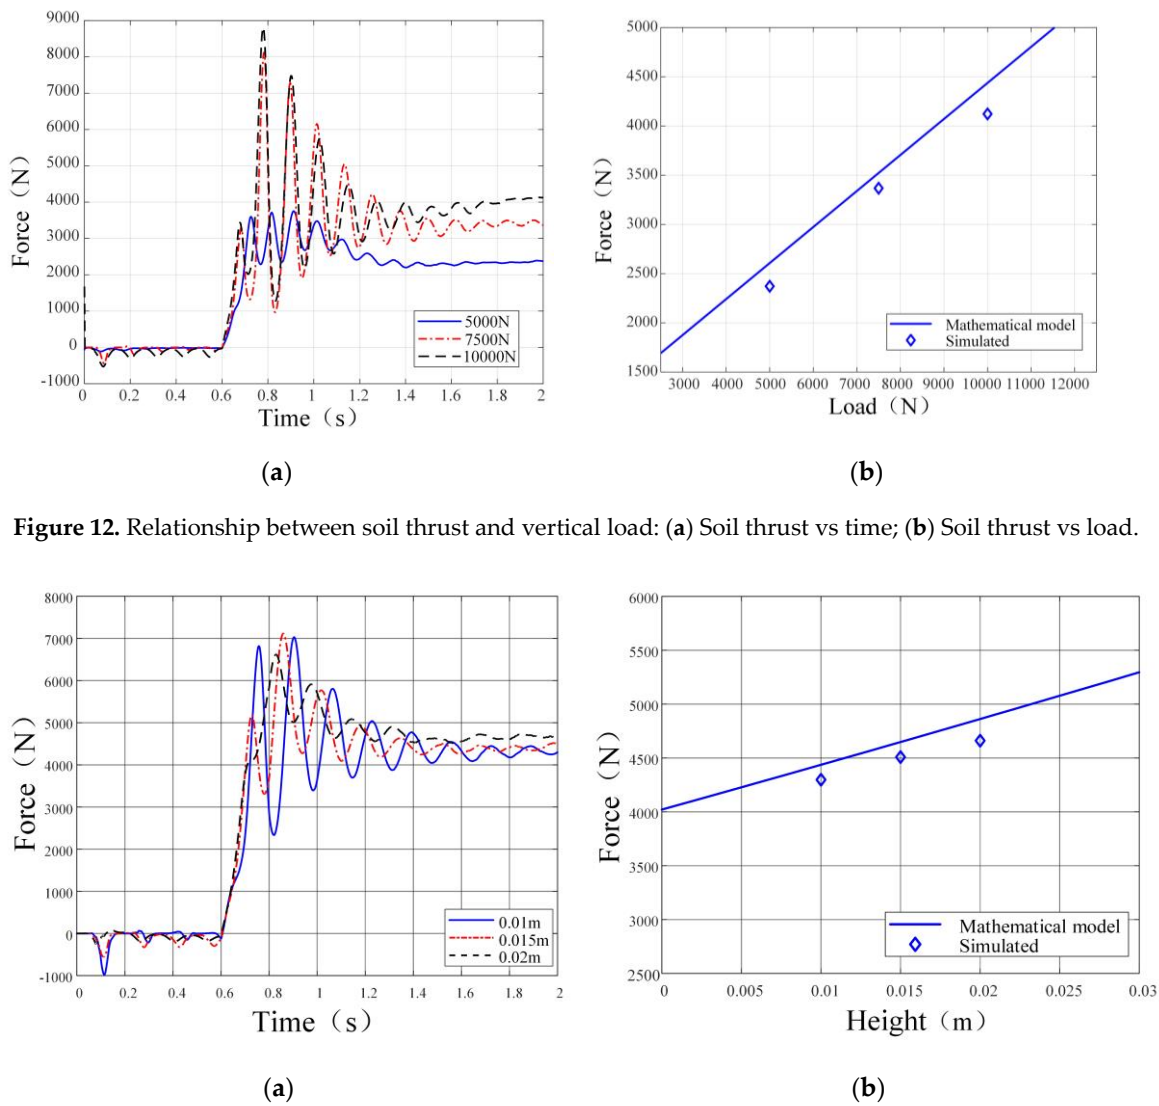 9000
8000
7000
6000
5000
4000
3000
2000
1000
0
-1000
Force（N）
0 0.2 0.4 0.6 0.8 1 1.2 1.4 1.6 1.8 2
Time（s）
5000N
7500N
10000N
(a)
5000
4500
4000
3500
3000
2500
2000
1500
Force（N）
3000 4000 5000 6000 7000 8000 9000 10000 11000 12000
Load（N）
Mathematical model
Simulated
(b)
Figure 12. Relationship between soil thrust and vertical load: (a) Soil thrust vs time; (b) Soil thrust vs load.
8000
7000
6000
5000
4000
3000
2000
1000
0
-1000
Force（N）
0 0.2 0.4 0.6 0.8 1 1.2 1.4 1.6 1.8 2
Time（s）
0.01m
0.015m
0.02m
(a)
6000
5500
5000
4500
4000
3500
3000
2500
Force（N）
0 0.005 0.01 0.015 0.02 0.025 0.03
Height（m）
Mathematical model
Simulated
(b)